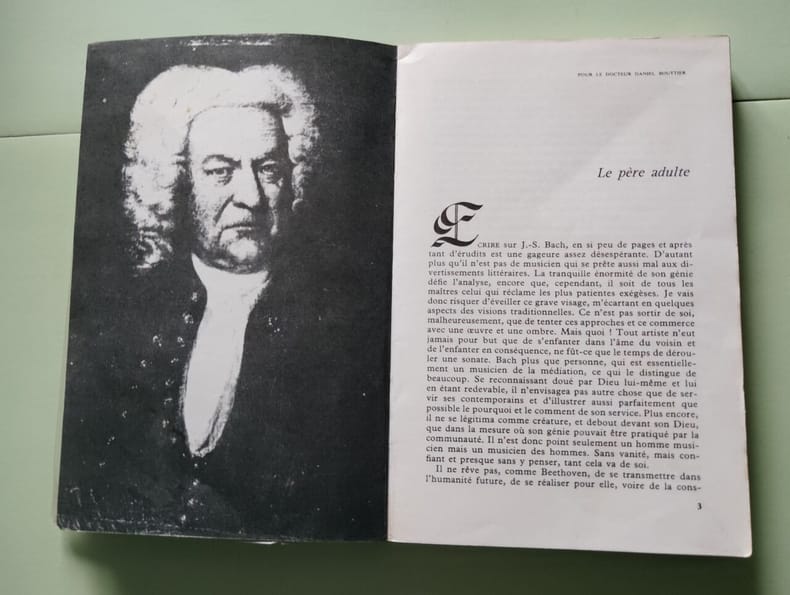 POUR LE DOCTEUR DANIEL BOUTTIER
Le père adulte
ECRIRE sur J.-S. Bach, en si peu de pages et après
tant d'érudits est une gageure assez désespérante. D'autant
plus qu'il n'est pas de musicien qui se prête aussi mal aux di-
vertissements littéraires. La tranquille énormité de son génie
défie l'analyse, encore que, cependant, il soit de tous les
maîtres celui qui réclame les plus patientes exégèses. Je vais
donc risquer d'éveiller ce grave visage, m'écartant en quelques
aspects des visions traditionnelles. Ce n'est pas sortir de soi,
malheureusement, que de tenter ces approches et ce commerce
avec une œuvre et une ombre. Mais quoi ! Tout artiste n'eut
jamais pour but que de s'enfanter dans l'âme du voisin et
de l'enfanter en conséquence, ne fût-ce que le temps de dérou-
ler une sonate. Bach plus que personne, qui est essentielle-
ment un musicien de la médiation, ce qui le distingue de
beaucoup. Se reconnaissant doué par Dieu lui-même et lui
en étant redevable, il n'envisagea pas autre chose que de ser-
vir ses contemporains et d'illustrer aussi parfaitement que
possible le pourquoi et le comment de son service. Plus encore,
il ne se légitima comme créature, et debout devant son Dieu,
que dans la mesure où son génie pouvait être pratiqué par la
communauté. Il n'est donc point seulement un homme musi-
cien mais un musicien des hommes. Sans vanité, mais con-
fiant et presque sans y penser, tant cela va de soi.
Il ne rêve pas, comme Beethoven, de se transmettre dans
l'humanité future, de se réaliser pour elle, voire de la cons-
3